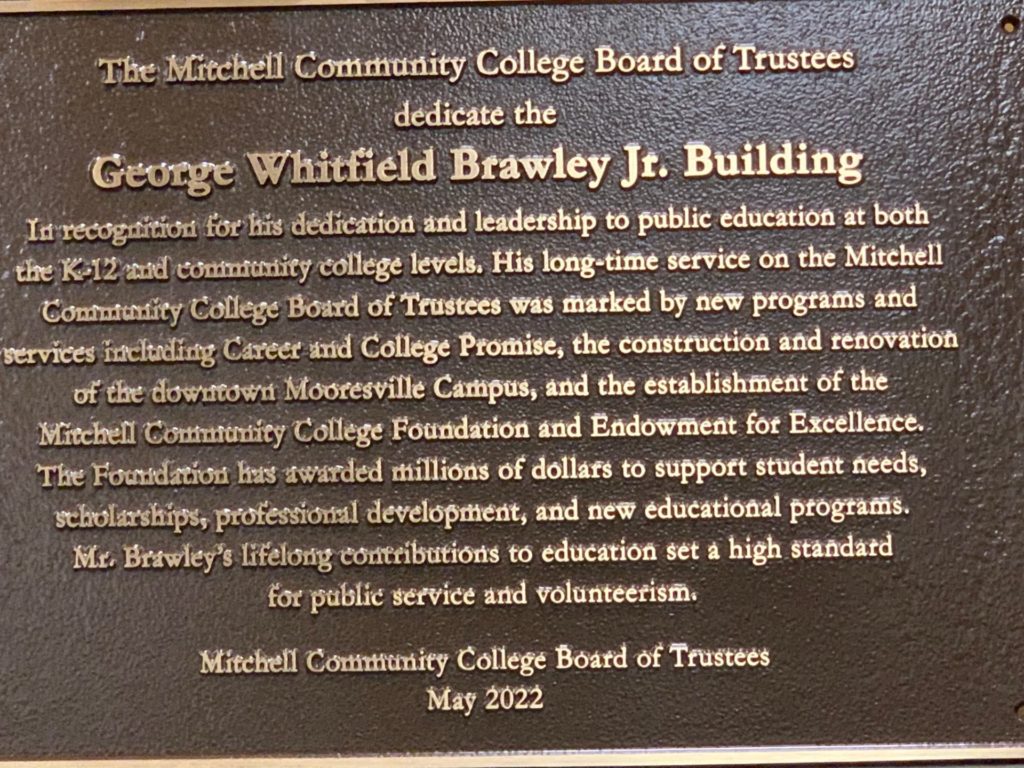 The Mitchell Community College Board of Trustees
dedicate the
George Whitfield Brawley Jr. Building
In recognition for his dedication and leadership to public education at both
the K-12 and community college levels. His long-time service on the Mitchell
Community College Board of Trustees was marked by new programs and
services including Career and College Promise, the construction and renovation
of the downtown Mooresville Campus, and the establishment of the
Mitchell Community College Foundation and Endowment for Excellence.
The Foundation has awarded millions of dollars to support student needs,
scholarships, professional development, and new educational programs.
Mr. Brawley's lifelong contributions to education set a high standard
for public service and volunteerism.
Mitchell Community College Board of Trustees
May 2022